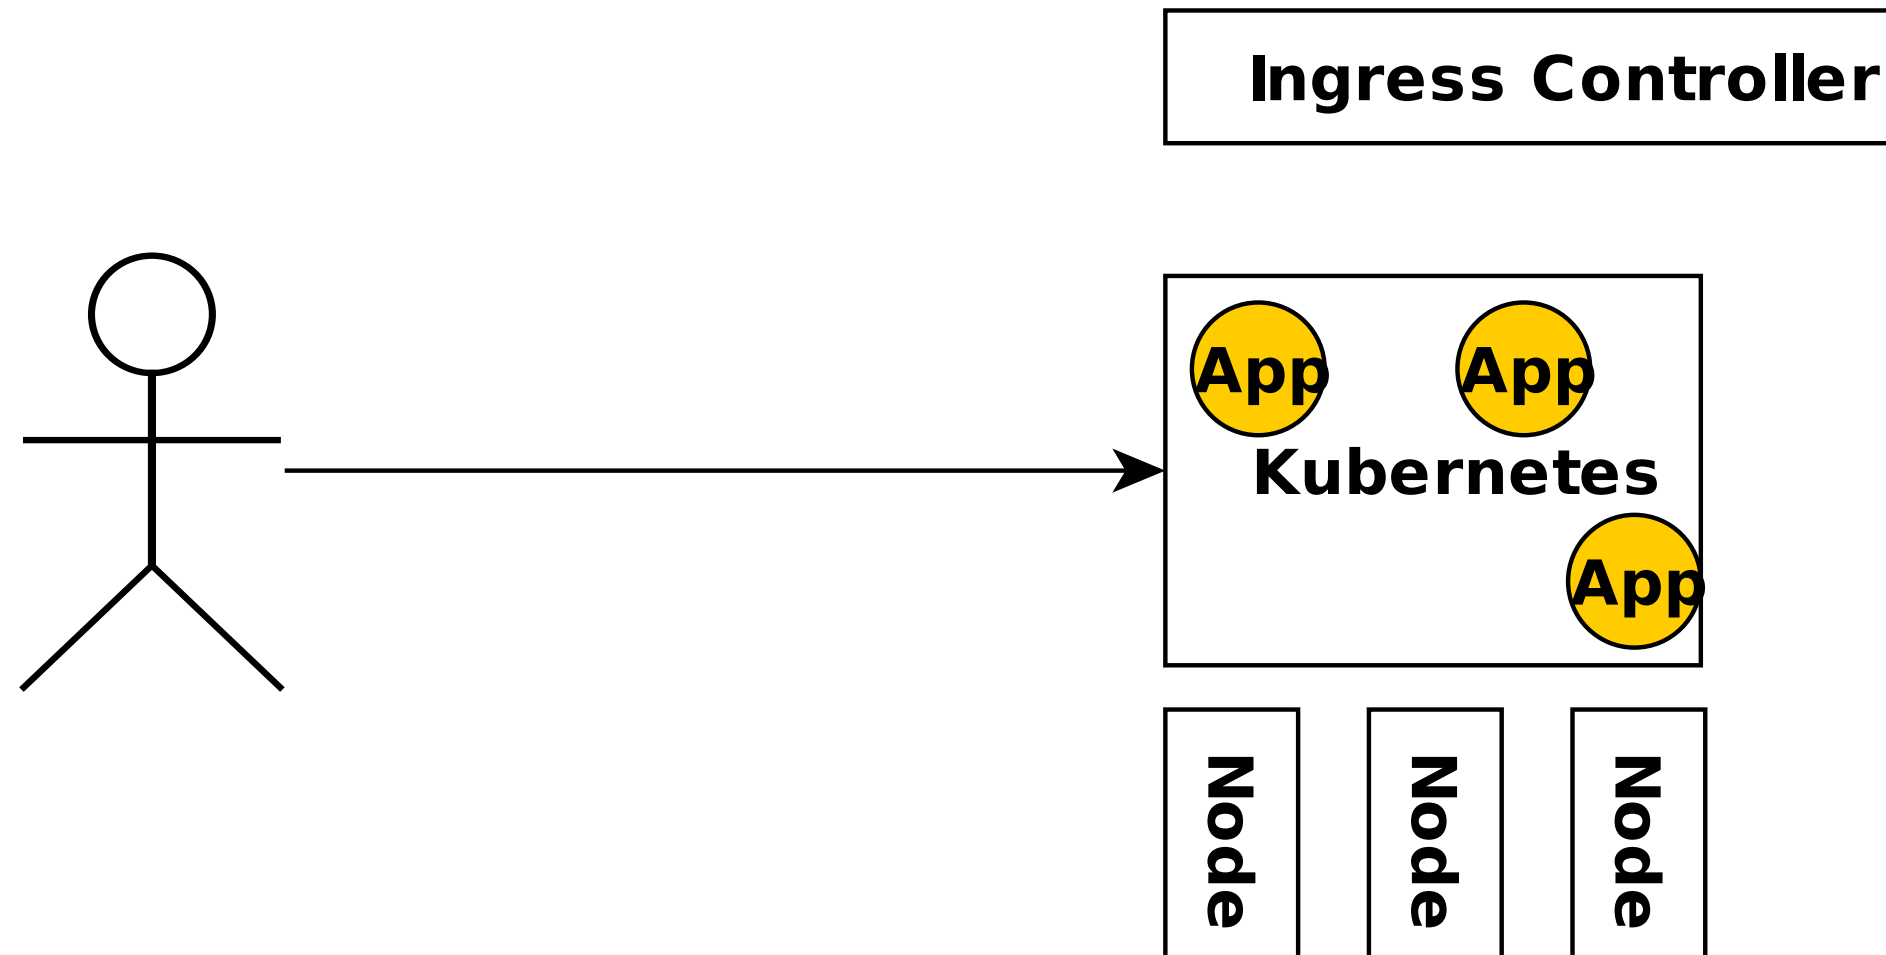 Ingress Controller
App
App
Kubernetes
App
Node
Node
Node